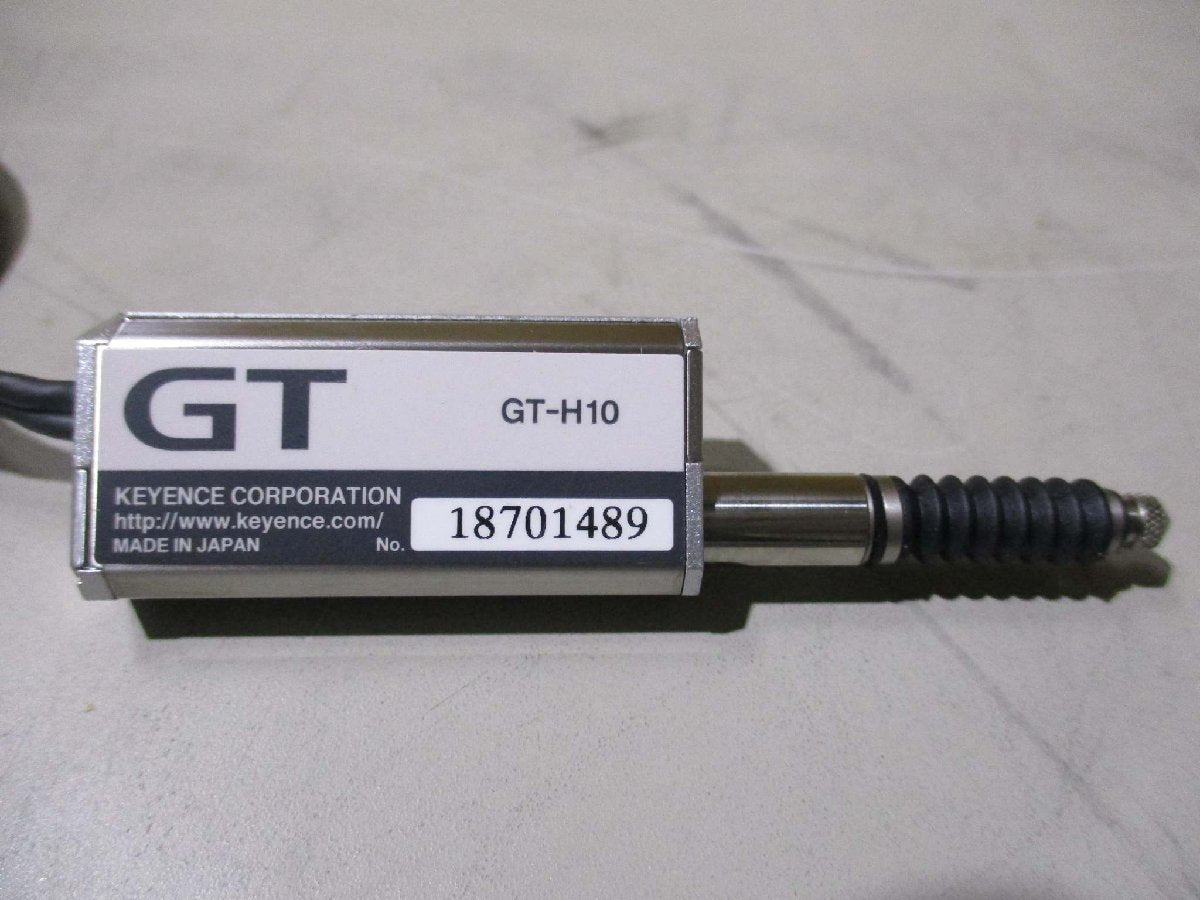 GT
GT-H10
KEYENCE CORPORATION
http://www.keyence.com/
MADE IN JAPAN No. 18701489